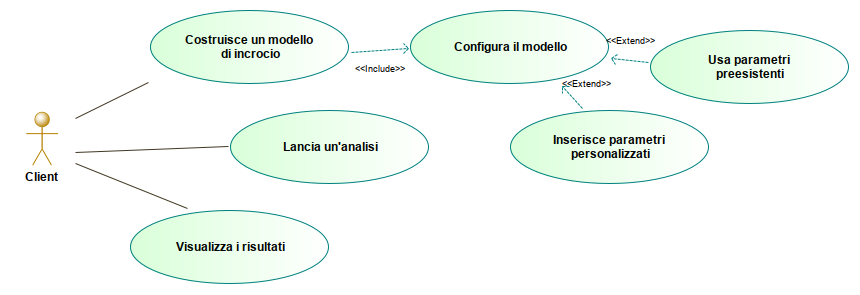 Costruisce un modello
di incrocio
<<Include>>
Configura il modello
<<Extend>>
Usa parametri
preesistenti
<<Extend>>
Inserisce parametri
personalizzati
Lancia un'analisi
Client
Visualizza i risultati